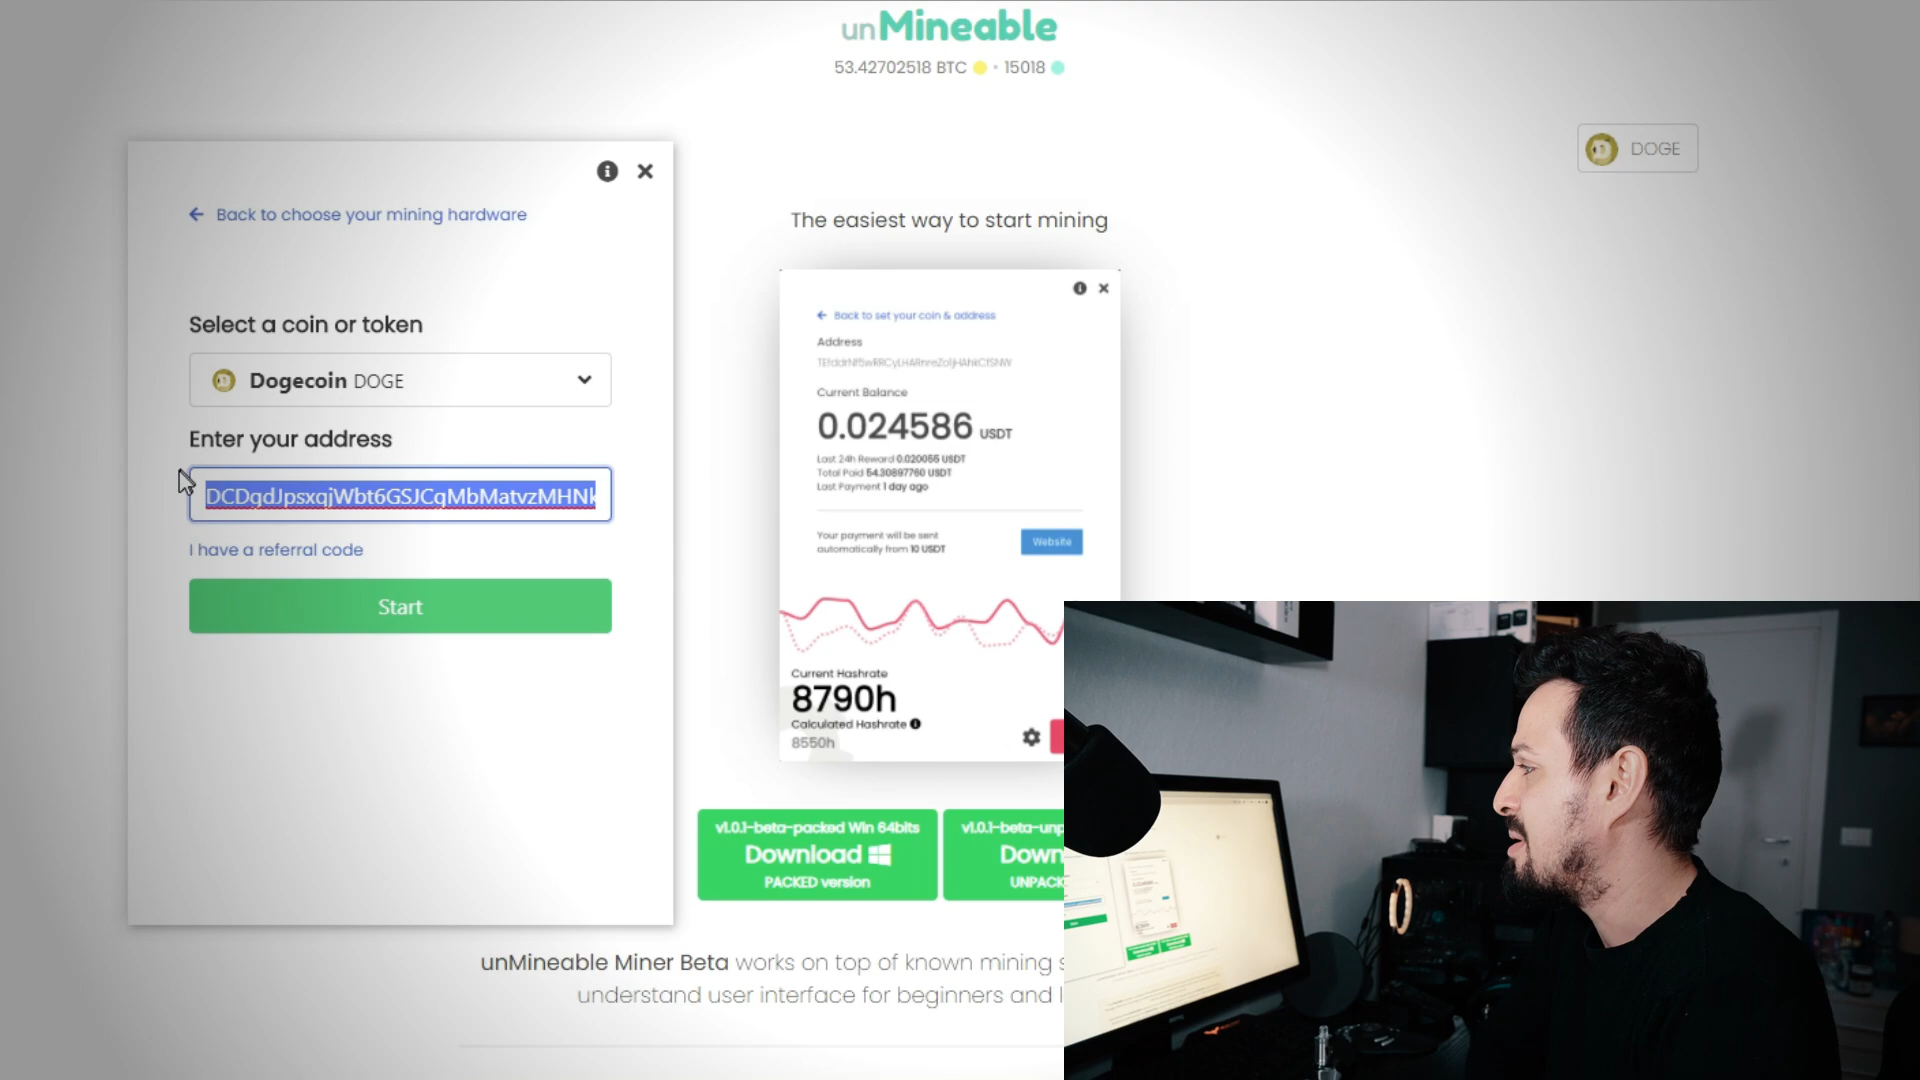 unMineable
53.42702518 BTC • 15018
DOGE
Back to choose your mining hardware
Select a coin or token
Dogecoin DOGE
Enter your address
DCDgdJpsxqjWbt6GSJCqMbMatvzMHNk
I have a referral code
Start
The easiest way to start mining
Back to set your coin & address
Address
Current Balance
0.024586 USDT
Last 24h Reward 0.020055 USDT
Total Paid 54.30897760 USDT
Last Payment 1 day ago
Your payment will be sent
automatically from 10 USDT
Website
Current Hashrate
8790h
Calculated Hashrate
8550h
v1.0.1-beta-packed Win 64bits
Download
PACKED version
v1.0.1-beta-unp
Down
UNPACK
unMineable Miner Beta works on top of known mining s
understand user interface for beginners and l